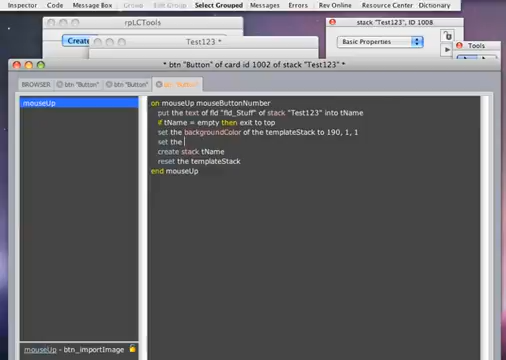 Inspector Code Message Box Group Edit Group Select Grouped Messages Errors Rev Online Resource Center Dictionary
rpLCTools
stack "Test123", ID 1008
Create
Test123 *
Basic Properties
Tools
* btn "Button" of card id 1002 of stack "Test123" *
BROWSER btn "Button" btn "Button" btn "Button"
mouseUp
on mouseUp mouseButtonNumber
put the text of fld "fld_Stuff" of stack "Test123" into tName
if tName = empty then exit to top
set the backgroundColor of the templateStack to 190, 1, 1
set the
create stack tName
reset the templateStack
end mouseUp
mouseUp - btn_importImage